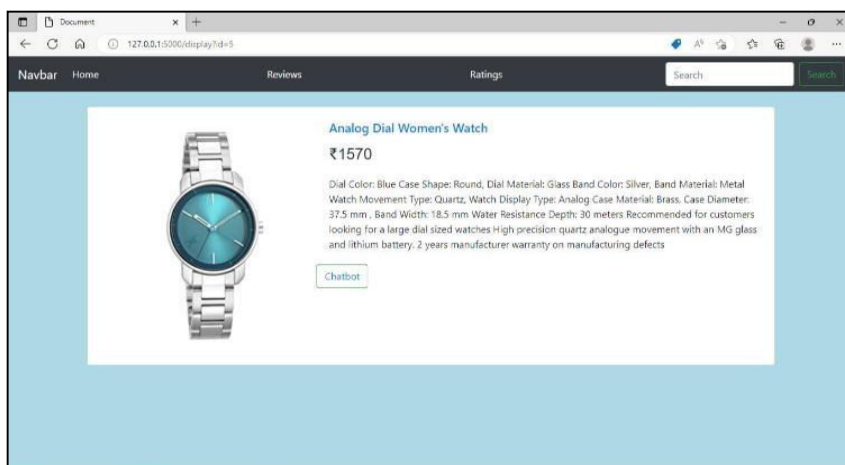 Document
127.0.0.1:5000/display?id=5
Navbar Home Reviews Ratings Search Search
Analog Dial Women's Watch
₹1570
Dial Color: Blue Case Shape: Round, Dial Material: Glass Band Color: Silver, Band Material: Metal
Watch Movement Type: Quartz, Watch Display Type: Analog Case Material: Brass, Case Diameter:
37.5 mm , Band Width: 18.5 mm Water Resistance Depth: 30 meters Recommended for customers
looking for a large dial sized watches High precision quartz analogue movement with an MG glass
and lithium battery. 2 years manufacturer warranty on manufacturing defects
Chatbot